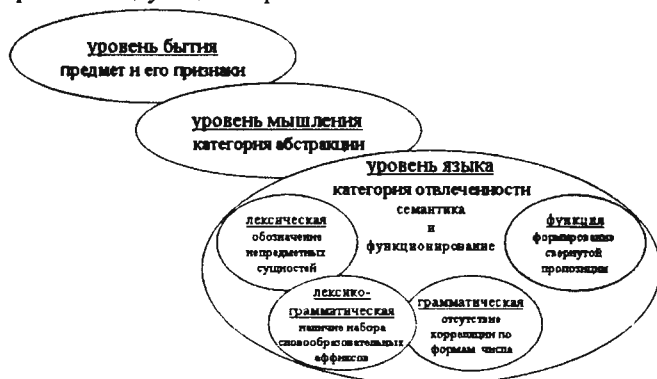 уровень бытия
предмет и его признаки
уровень мышления
категория абстракции
уровень языка
категория отвлеченности
семантика
и
функционирование
лексическая
обозначение
непредметных
сущностей
функция
формирование
свернутой
пропозиции
лексико-
грамматическая
наличие набора
словообразовательных
аффиксов
грамматическая
отсутствие
корреляции по
формам числа